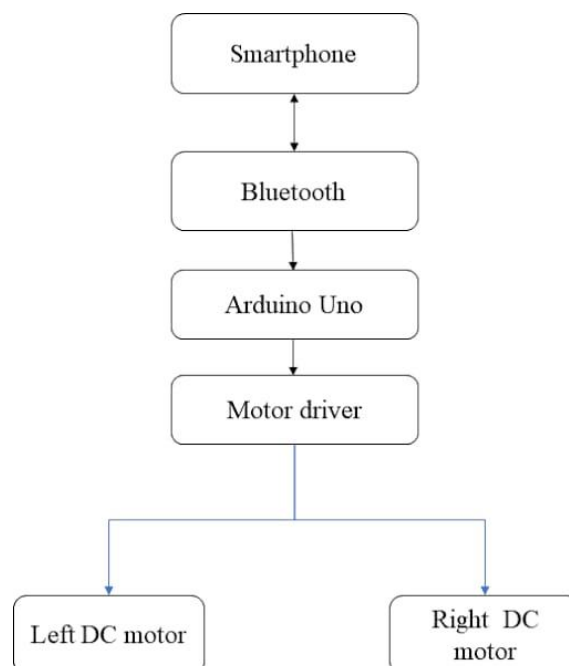 Smartphone
Bluetooth
Arduino Uno
Motor driver
Left DC motor
Right  DC
motor